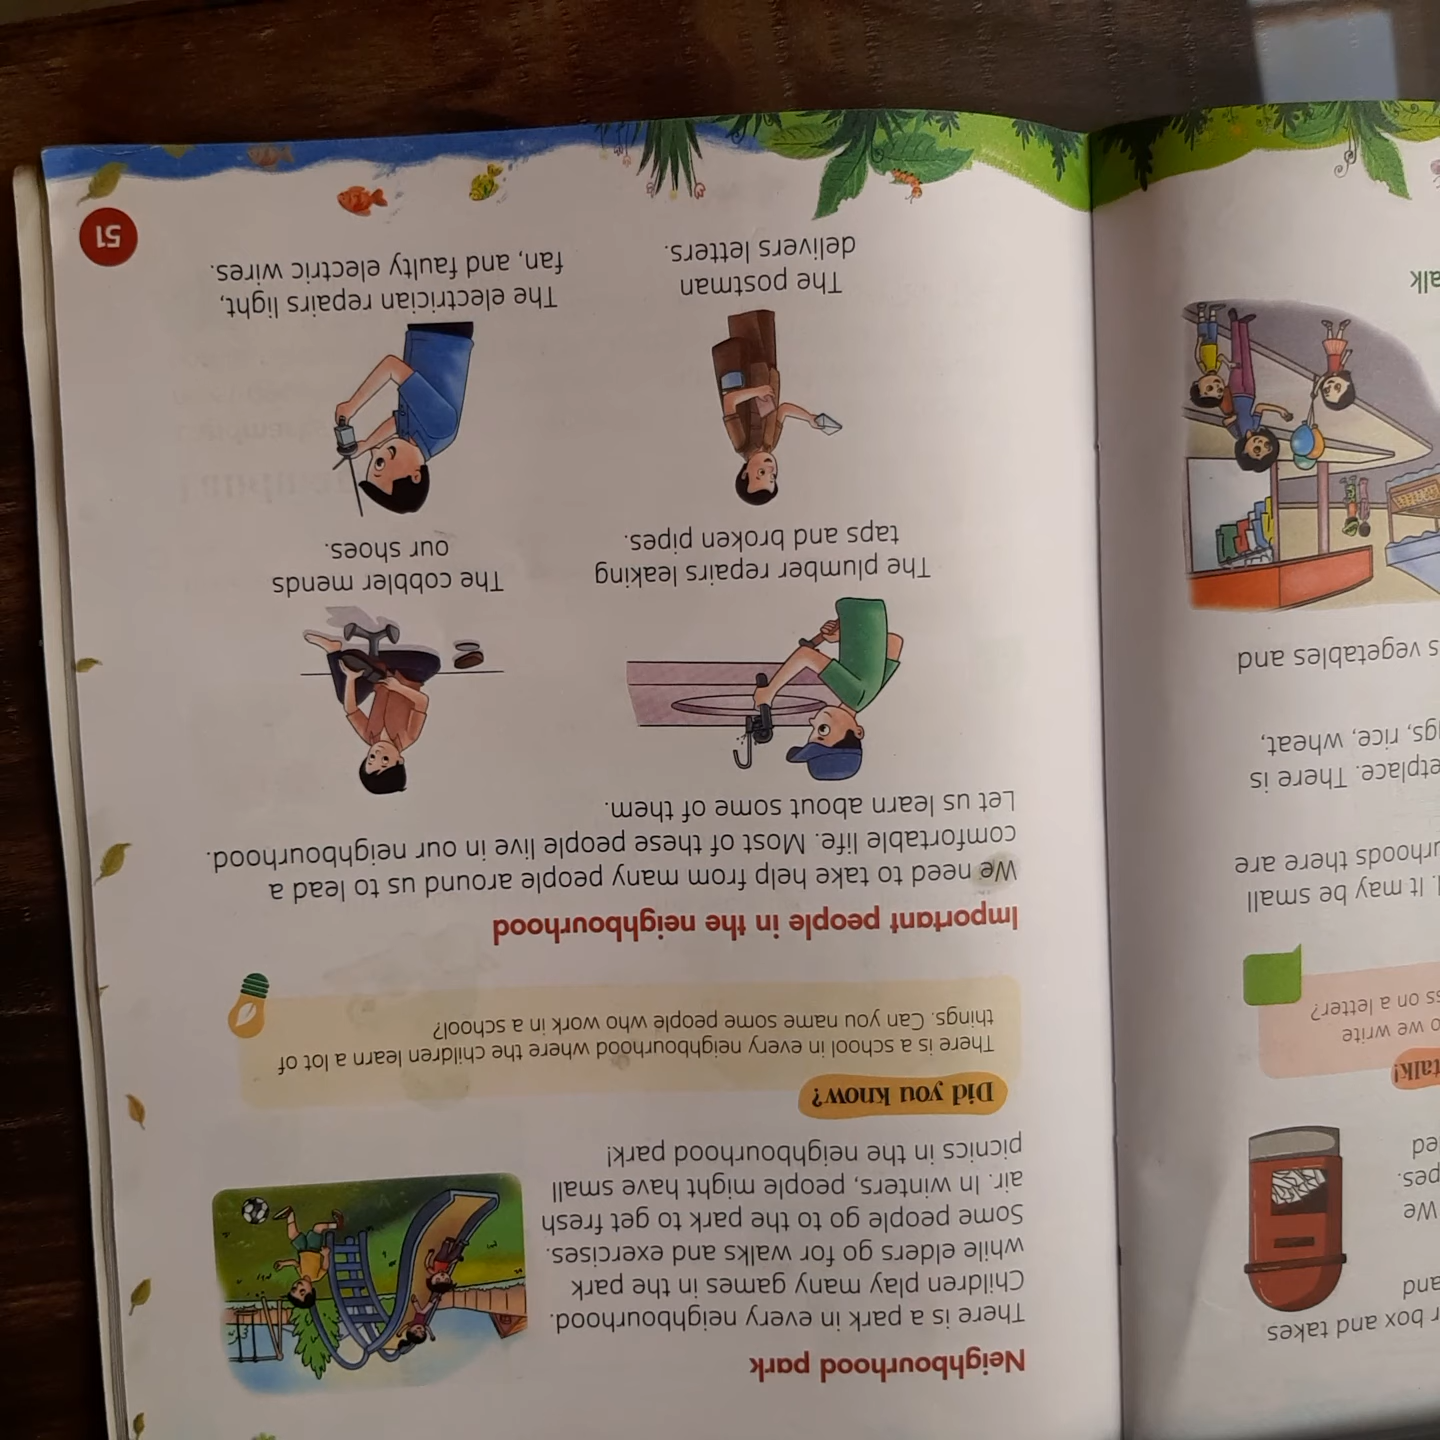 Neighbourhood park
There is a park in every neighbourhood.
Children play many games in the park
while elders go for walks and exercises.
Some people go to the park to get fresh
air. In winters, people might have small
picnics in the neighbourhood park!
Did you know?
There is a school in every neighbourhood where the children learn a lot of
things. Can you name some people who work in a school?
Important people in the neighbourhood
We need to take help from many people around us to lead a
comfortable life. Most of these people live in our neighbourhood.
Let us learn about some of them.
The plumber repairs leaking
taps and broken pipes.
The cobbler mends
our shoes.
The postman
delivers letters.
The electrician repairs light,
fan, and faulty electric wires.
51
box and takes
and
We
talk!
we write
on a letter?
It may be small
there are
There is
rice, wheat,
vegetables and